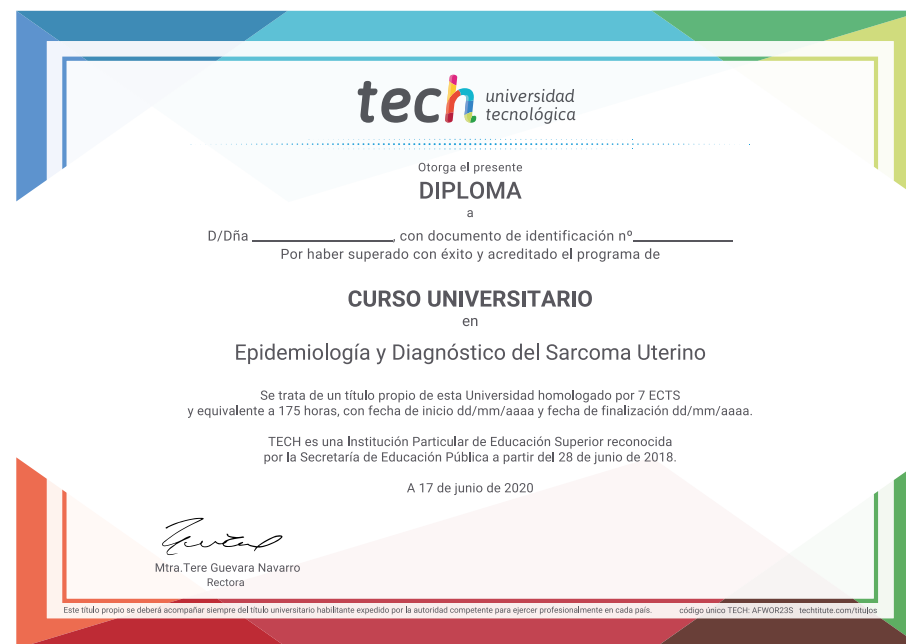 tech universidad
tecnológica
Otorga el presente
DIPLOMA
a
D/Dña ____________, con documento de identificación nº____________
Por haber superado con éxito y acreditado el programa de
CURSO UNIVERSITARIO
en
Epidemiología y Diagnóstico del Sarcoma Uterino
Se trata de un título propio de esta Universidad homologado por 7 ECTS
y equivalente a 175 horas, con fecha de inicio dd/mm/aaaa y fecha de finalización dd/mm/aaaa.
TECH es una Institución Particular de Educación Superior reconocida
por la Secretaría de Educación Pública a partir del 28 de junio de 2018.
A 17 de junio de 2020
Mtra.Tere Guevara Navarro
Rectora
Este título propio se deberá acompañar siempre del título universitario habilitante expedido por la autoridad competente para ejercer profesionalmente en cada país. código único TECH: AFWOR23S techtitute.com/titulos